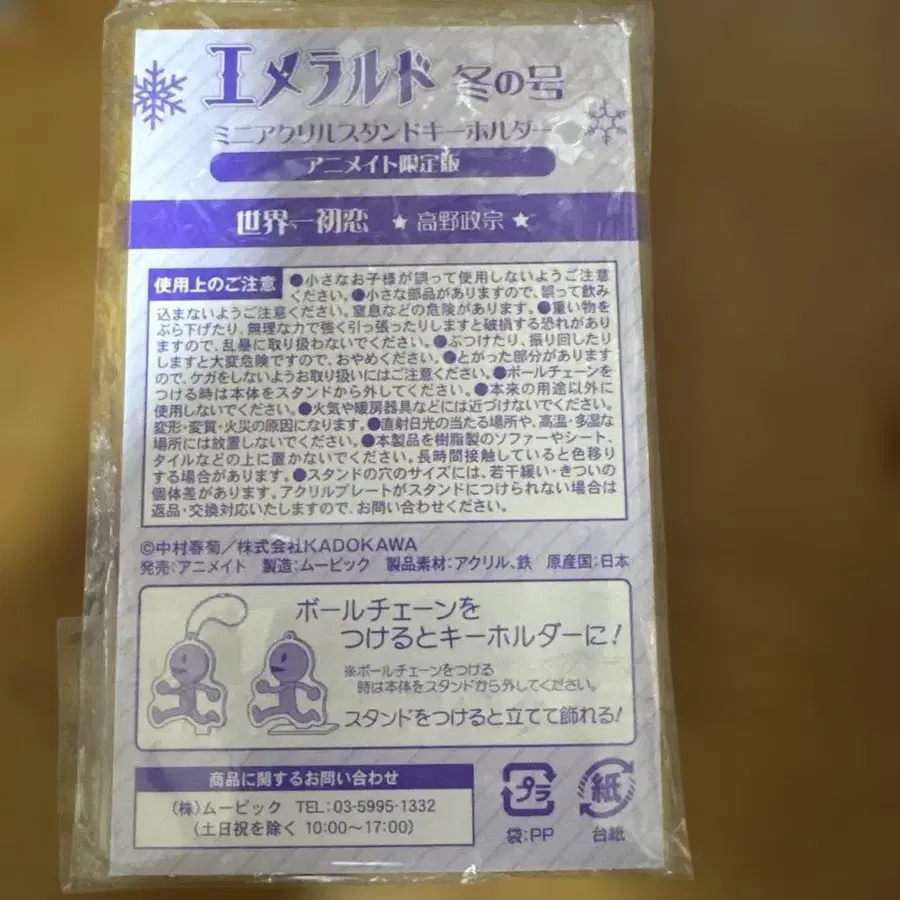 エメラルド 冬の号
ミニアクリルスタンドキーホルダー
アニメイト限定版
世界一初恋 ★ 高野政宗 ★
使用上のご注意 ●小さなお子様が誤って使用しないようご注意
ください。●小さな部品がありますので、誤って飲み
込まないようご注意ください。窒息などの危険があります。●重い物を
ぶら下げたり、無理な力で強く引っ張ったりしますと破損する恐れがあり
ますので、乱暴に取り扱わないでください。●ぶつけたり、振り回したり
しますと大変危険ですので、おやめください。●とがった部分があります
ので、ケガをしないようお取り扱いにはご注意ください。●ボールチェーンを
つける時は本体をスタンドから外してください。●本来の用途以外に
使用しないでください。●火気や暖房器具などには近づけないでください。
変形・変質・火災の原因になります。●直射日光の当たる場所や、高温・多湿な
場所には放置しないでください。●本製品を樹脂製のソファーやシート、
タイルなどの上に置かないでください。長時間接触していると色移り
する場合があります。●スタンドの穴のサイズには、若干緩い・きついの
個体差があります。アクリルプレートがスタンドにつけられない場合は
返品・交換対応いたしますので、お問い合わせください。
©中村春菊／株式会社KADOKAWA
発売:アニメイト 製造:ムービック 製品素材:アクリル、鉄 原産国:日本
ボールチェーンを
つけるとキーホルダーに!
※ボールチェーンをつける
時は本体をスタンドから外してください。
スタンドをつけると立てて飾れる!
商品に関するお問い合わせ
(株)ムービック TEL:03-5995-1332
(土日祝を除く 10:00～17:00)
プラ
袋:PP
紙
台紙